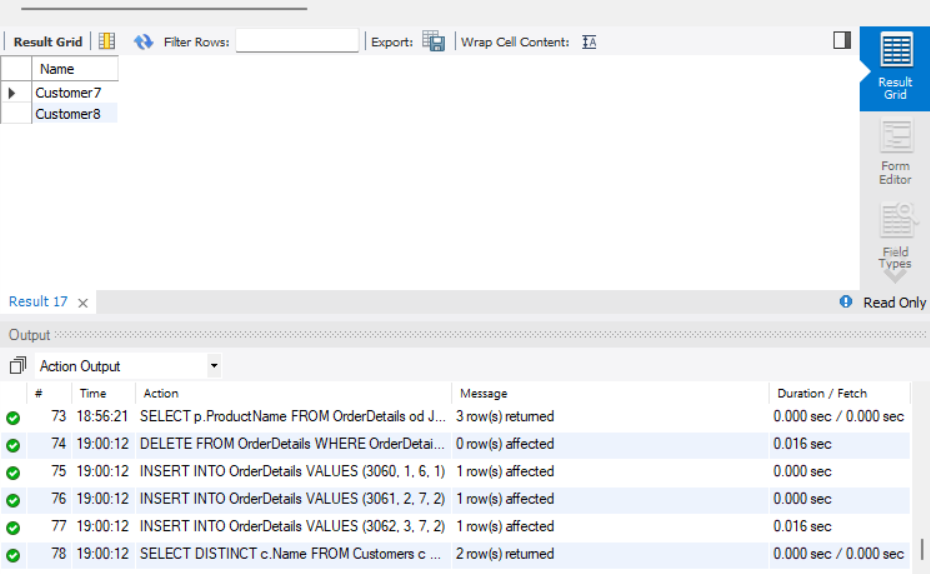 Result Grid Filter Rows: Export: Wrap Cell Content: IA
Name
Customer7
Customer8
Result Grid
Form Editor
Field Types
Result 17 ×
Read Only
Output
Action Output
# Time Action Message Duration / Fetch
73 18:56:21 SELECT p.ProductName FROM OrderDetails od J... 3 row(s) returned 0.000 sec / 0.000 sec
74 19:00:12 DELETE FROM OrderDetails WHERE OrderDetai... 0 row(s) affected 0.016 sec
75 19:00:12 INSERT INTO OrderDetails VALUES (3060, 1, 6, 1) 1 row(s) affected 0.000 sec
76 19:00:12 INSERT INTO OrderDetails VALUES (3061, 2, 7, 2) 1 row(s) affected 0.000 sec
77 19:00:12 INSERT INTO OrderDetails VALUES (3062, 3, 7, 2) 1 row(s) affected 0.016 sec
78 19:00:12 SELECT DISTINCT c.Name FROM Customers c ... 2 row(s) returned 0.000 sec / 0.000 sec